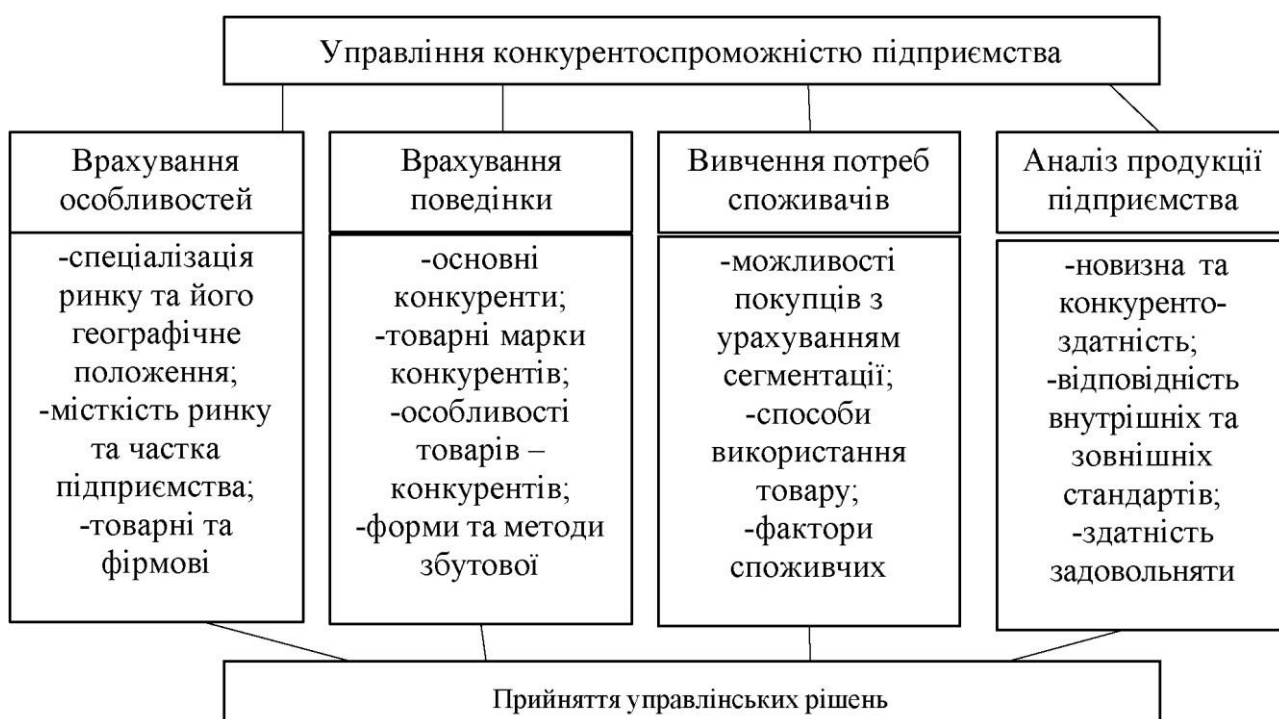 Управління конкурентоспроможністю підприємства
Врахування
особливостей
-спеціалізація
ринку та його
географічне
положення;
-місткість ринку
та частка
підприємства;
-товарні та
фірмові
Врахування
поведінки
-основні
конкуренти;
-товарні марки
конкурентів;
-особливості
товарів –
конкурентів;
-форми та методи
збутової
Вивчення потреб
споживачів
-можливості
покупців з
урахуванням
сегментації;
-способи
використання
товару;
-фактори
споживчих
Аналіз продукції
підприємства
-новизна та
конкуренто-
здатність;
-відповідність
внутрішніх та
зовнішніх
стандартів;
-здатність
задовольняти
Прийняття управлінських рішень